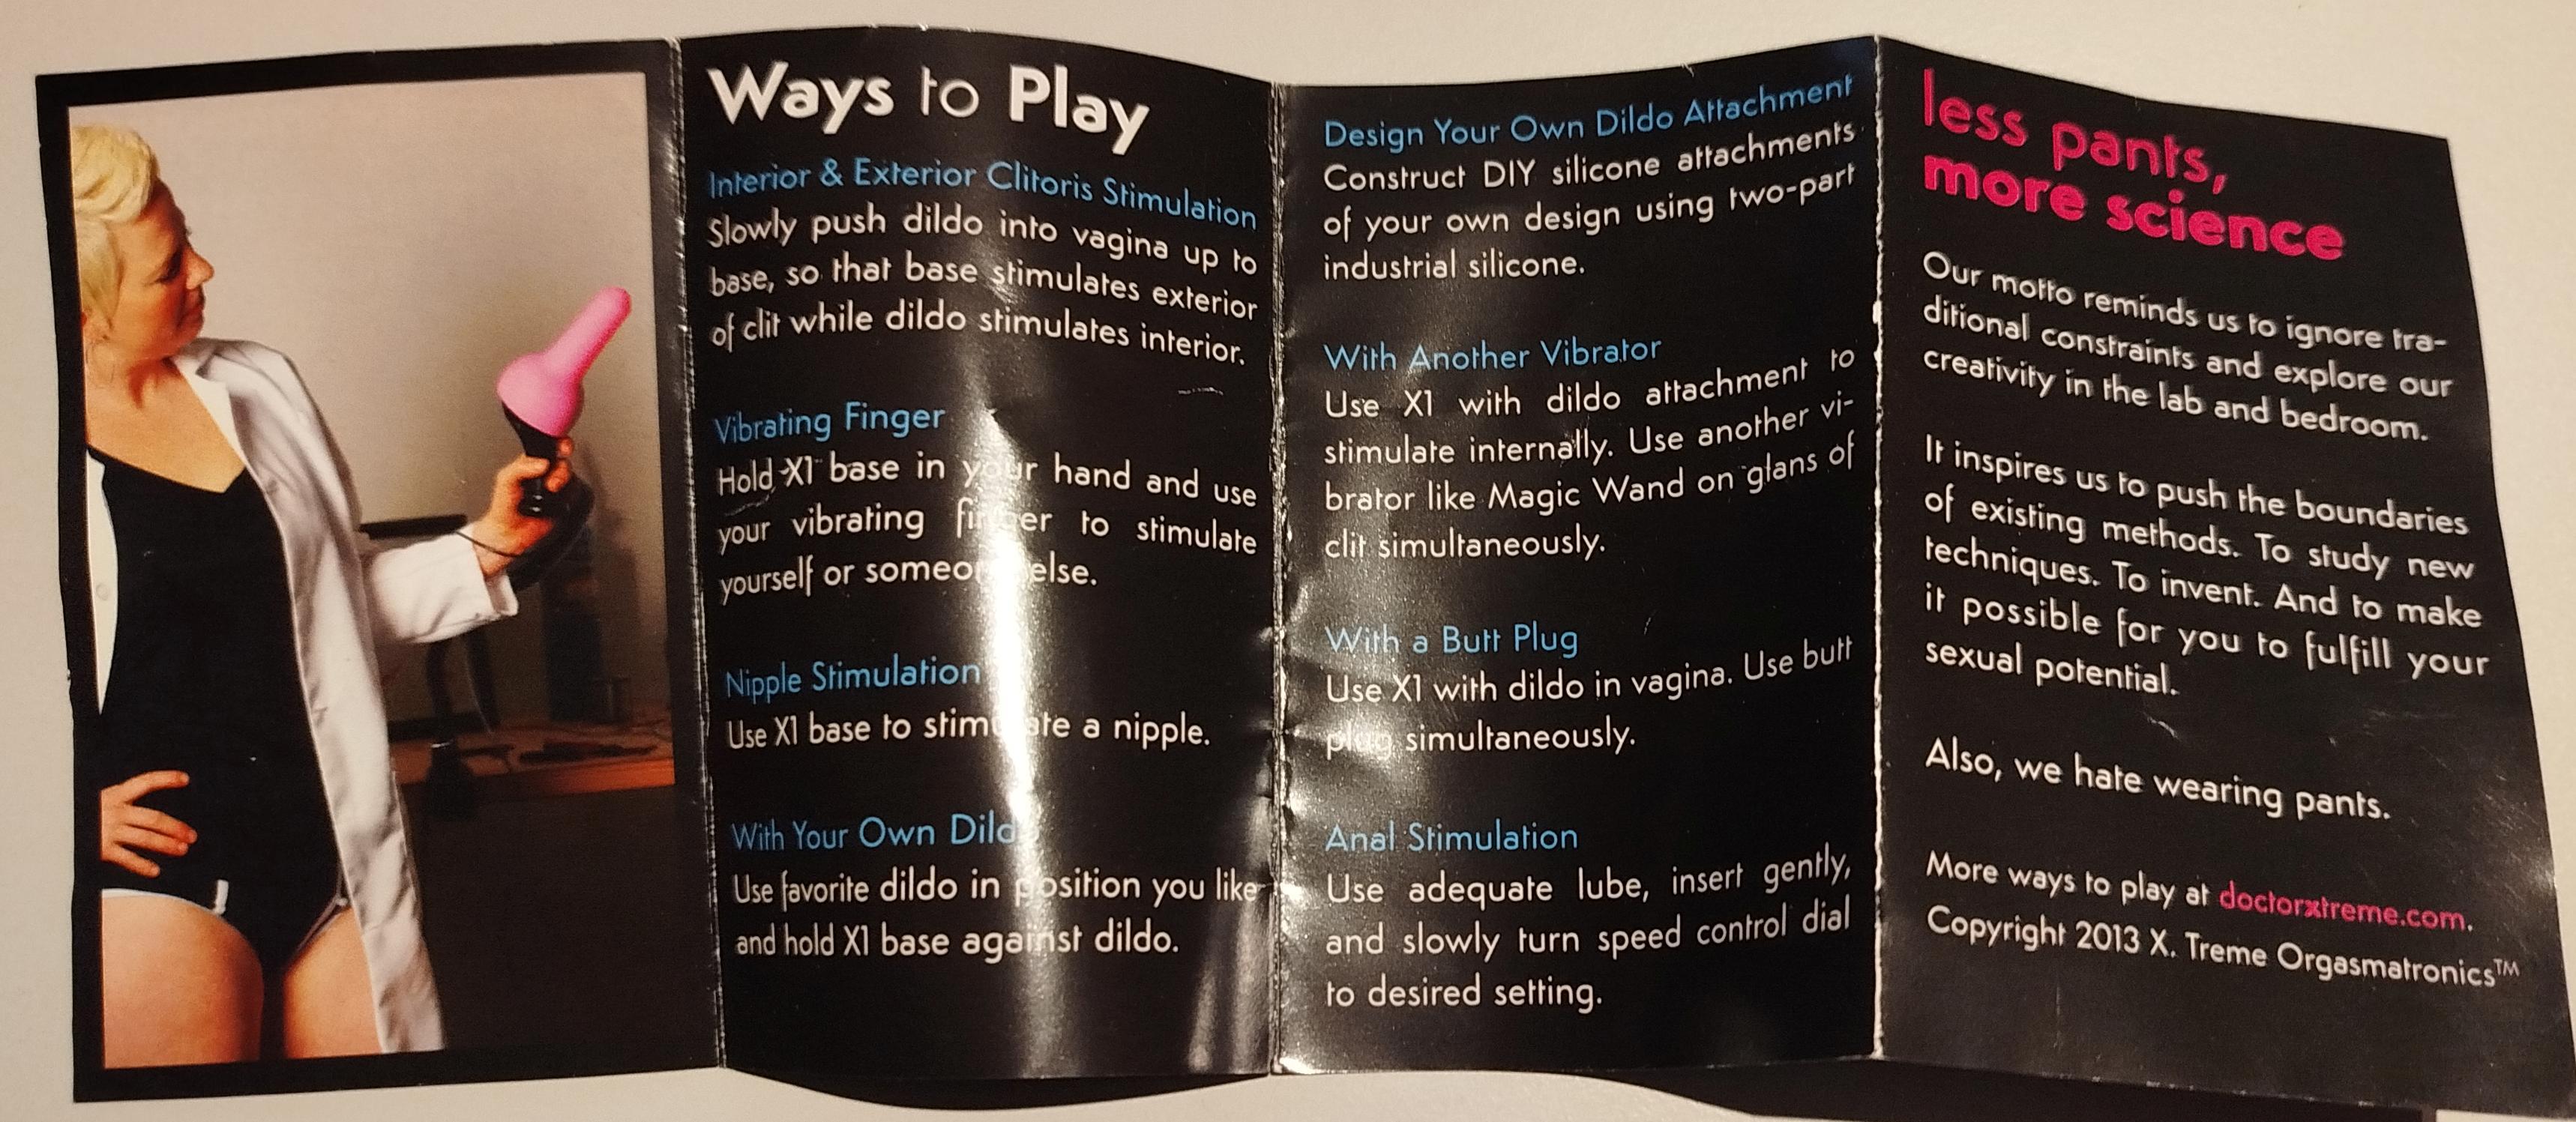 Ways to Play
Interior & Exterior Clitoris Stimulation
Slowly push dildo into vagina up to
base, so that base stimulates exterior
of clit while dildo stimulates interior.
Vibrating Finger
Hold X1 base in your hand and use
your vibrating finger to stimulate
yourself or someone else.
Nipple Stimulation
Use X1 base to stimulate a nipple.
With Your Own Dildo
Use favorite dildo in position you like
and hold X1 base against dildo.
Design Your Own Dildo Attachment
Construct DIY silicone attachments
of your own design using two-part
industrial silicone.
With Another Vibrator
Use X1 with dildo attachment to
stimulate internally. Use another vi-
brator like Magic Wand on glans of
clit simultaneously.
With a Butt Plug
Use X1 with dildo in vagina. Use butt
plug simultaneously.
Anal Stimulation
Use adequate lube, insert gently,
and slowly turn speed control dial
to desired setting.
less pants,
more science
Our motto reminds us to ignore tra-
ditional constraints and explore our
creativity in the lab and bedroom.
It inspires us to push the boundaries
of existing methods. To study new
techniques. To invent. And to make
it possible for you to fulfill your
sexual potential.
Also, we hate wearing pants.
More ways to play at doctorxtreme.com.
Copyright 2013 X. Treme Orgasmatronics™